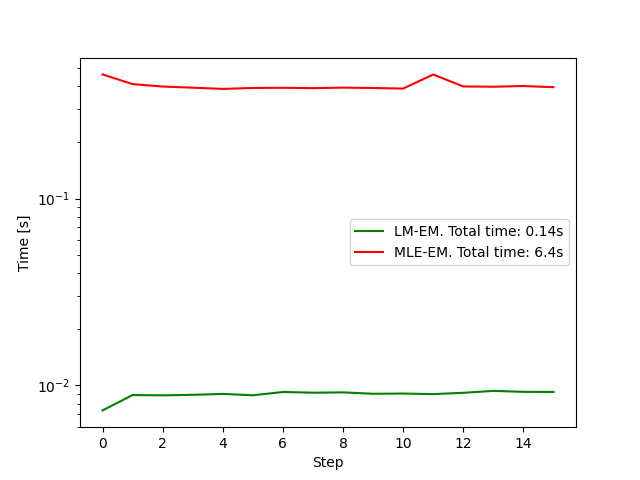 10⁻¹
10⁻²
Time [s]
LM-EM. Total time: 0.14s
MLE-EM. Total time: 6.4s
0 2 4 6 8 10 12 14
Step